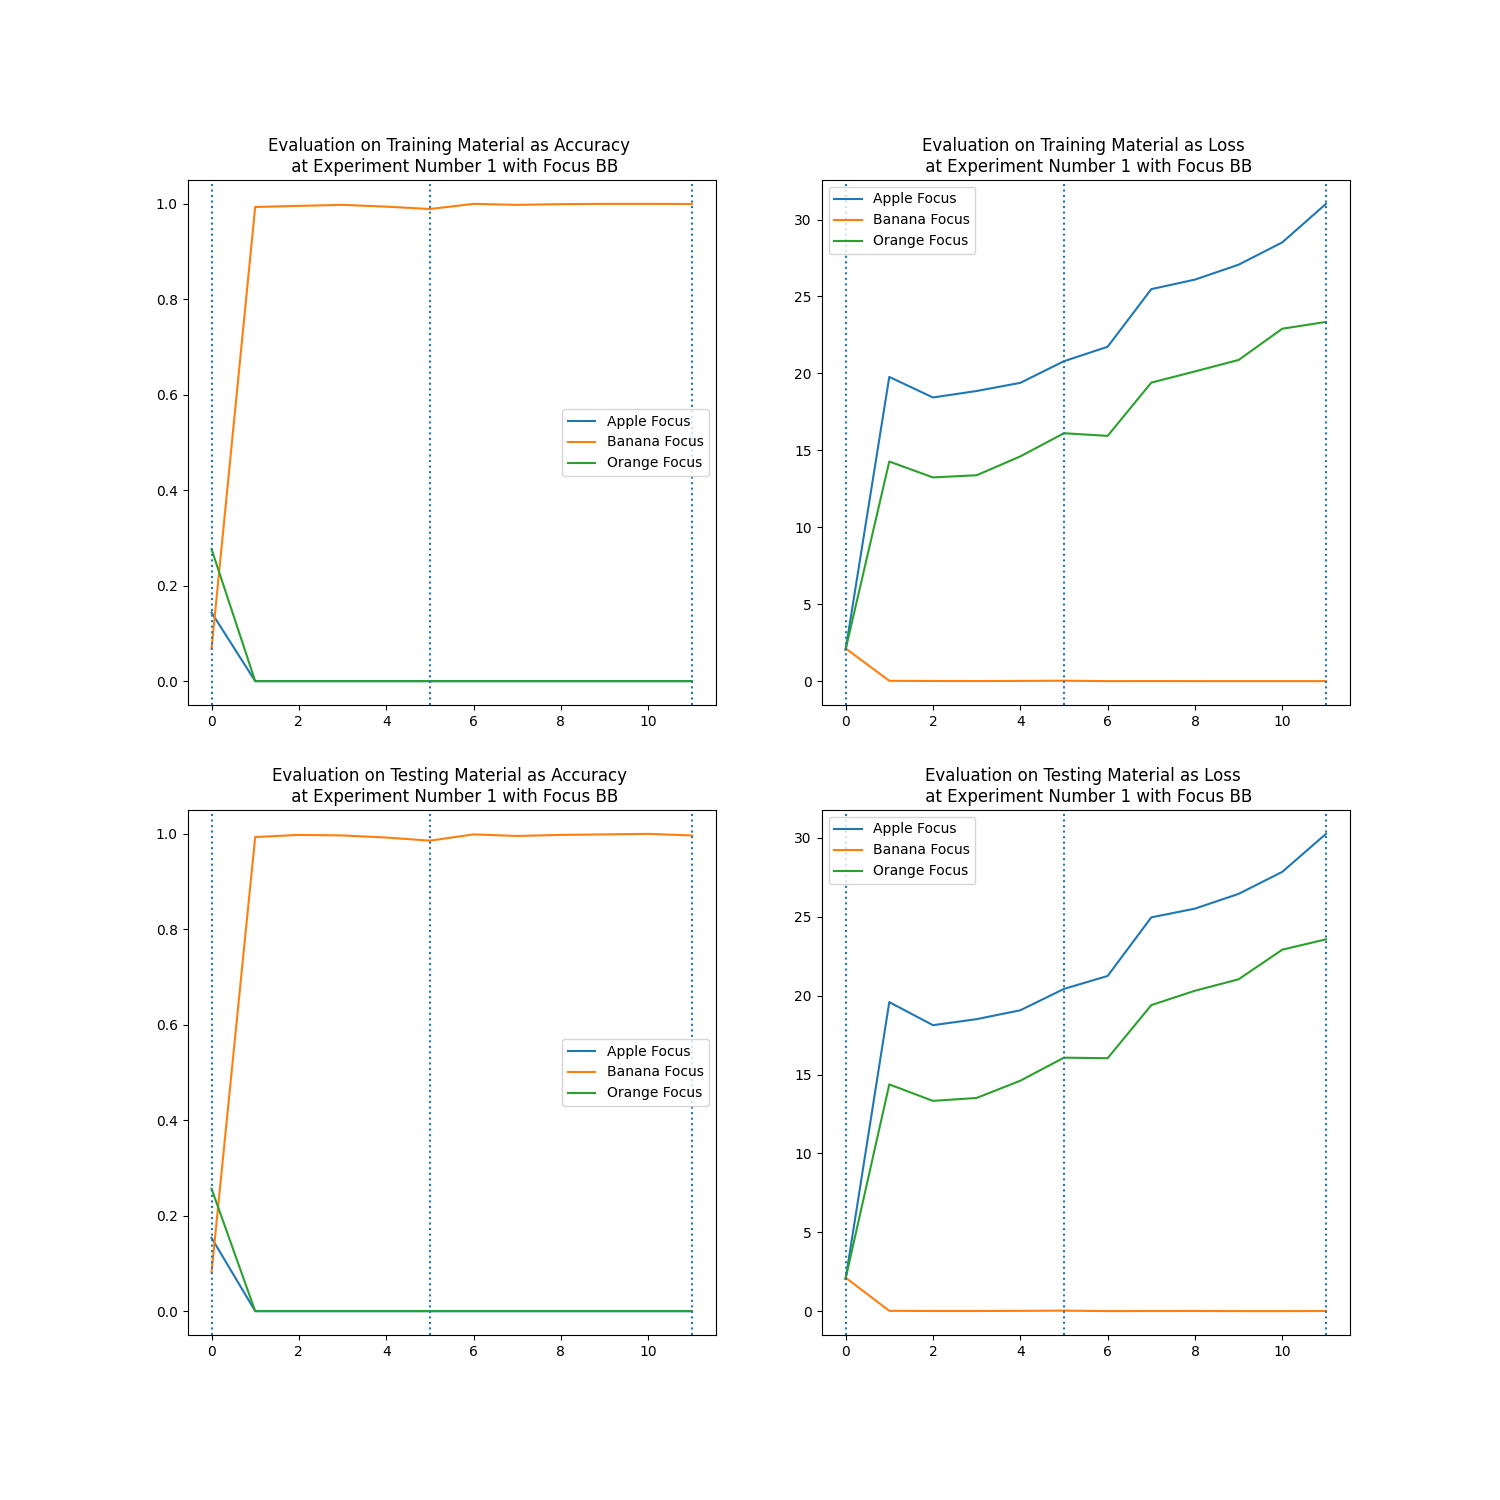 Evaluation on Training Material as Accuracy
at Experiment Number 1 with Focus BB
1.0
0.8
0.6
0.4
0.2
0.0
Apple Focus
Banana Focus
Orange Focus
0 2 4 6 8 10
Evaluation on Training Material as Loss
at Experiment Number 1 with Focus BB
Apple Focus
Banana Focus
Orange Focus
30
25
20
15
10
5
0
0 2 4 6 8 10
Evaluation on Testing Material as Accuracy
at Experiment Number 1 with Focus BB
1.0
0.8
0.6
0.4
0.2
0.0
Apple Focus
Banana Focus
Orange Focus
0 2 4 6 8 10
Evaluation on Testing Material as Loss
at Experiment Number 1 with Focus BB
Apple Focus
Banana Focus
Orange Focus
30
25
20
15
10
5
0
0 2 4 6 8 10